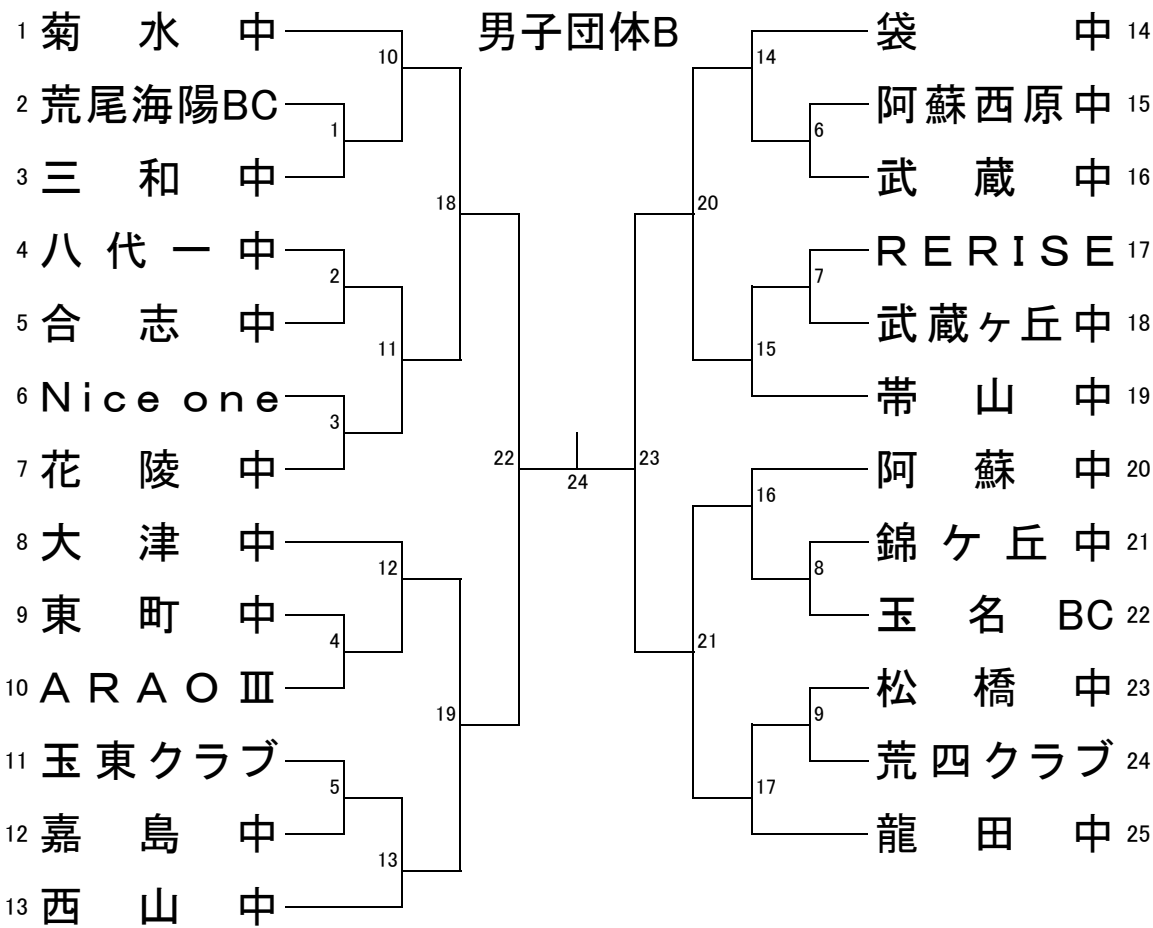 男子団体B
1 菊水中
2 荒尾海陽BC
3 三和中
4 八代一中
5 合志中
6 Nice one
7 花陵中
8 大津中
9 東町中
10 ARAOⅢ
11 玉東クラブ
12 嘉島中
13 西山中
10
1
18
2
11
3
22
12
4
19
5
13
24
袋中 14
阿蘇西原中 15
武蔵中 16
RERISE 17
武蔵ヶ丘中 18
帯山中 19
阿蘇中 20
錦ケ丘中 21
玉名BC 22
松橋中 23
荒四クラブ 24
龍田中 25
14
6
20
7
15
23
16
8
21
9
17